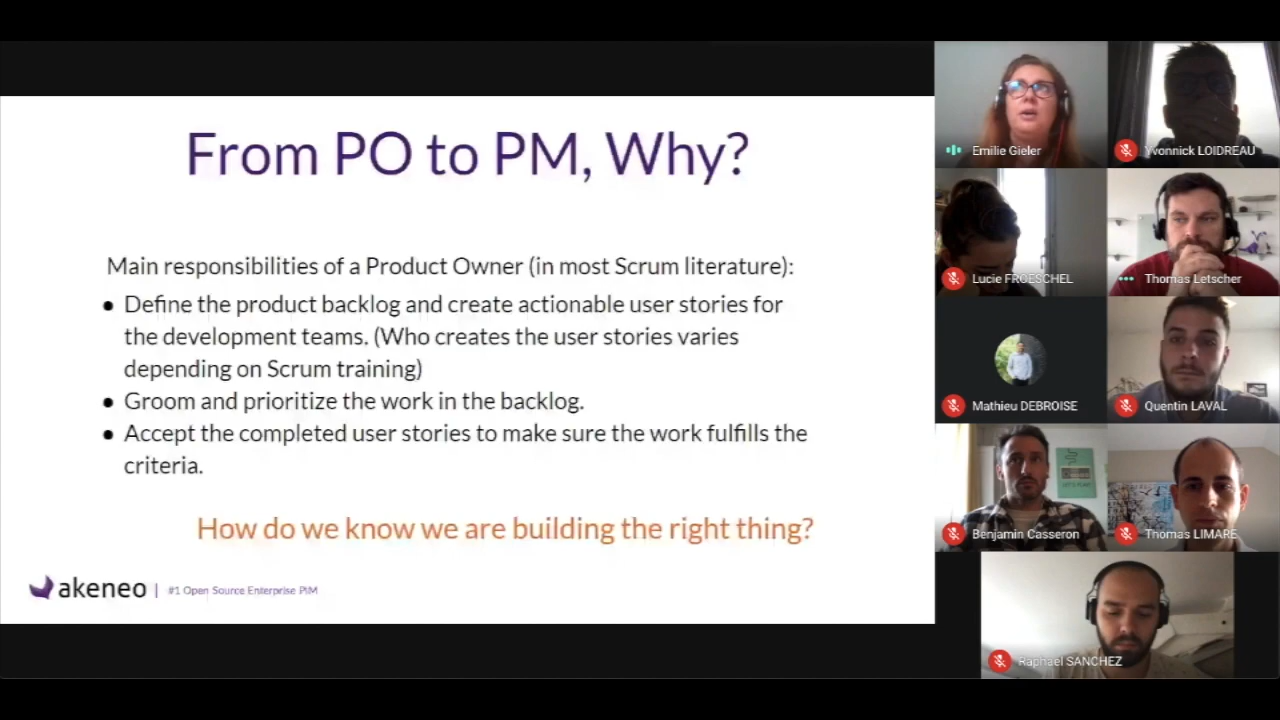 From PO to PM, Why?
Main responsibilities of a Product Owner (in most Scrum literature):
● Define the product backlog and create actionable user stories for
the development teams. (Who creates the user stories varies
depending on Scrum training)
● Groom and prioritize the work in the backlog.
● Accept the completed user stories to make sure the work fulfills the
criteria.
How do we know we are building the right thing?
akeneo | #1 Open Source Enterprise PIM
Emilie Gieler
Yvonnick LOIDREAU
Lucie FROESCHEL
Thomas Letscher
Mathieu DEBROISE
Quentin LAVAL
Benjamin Casseron
Thomas LIMARE
Raphael SANCHEZ